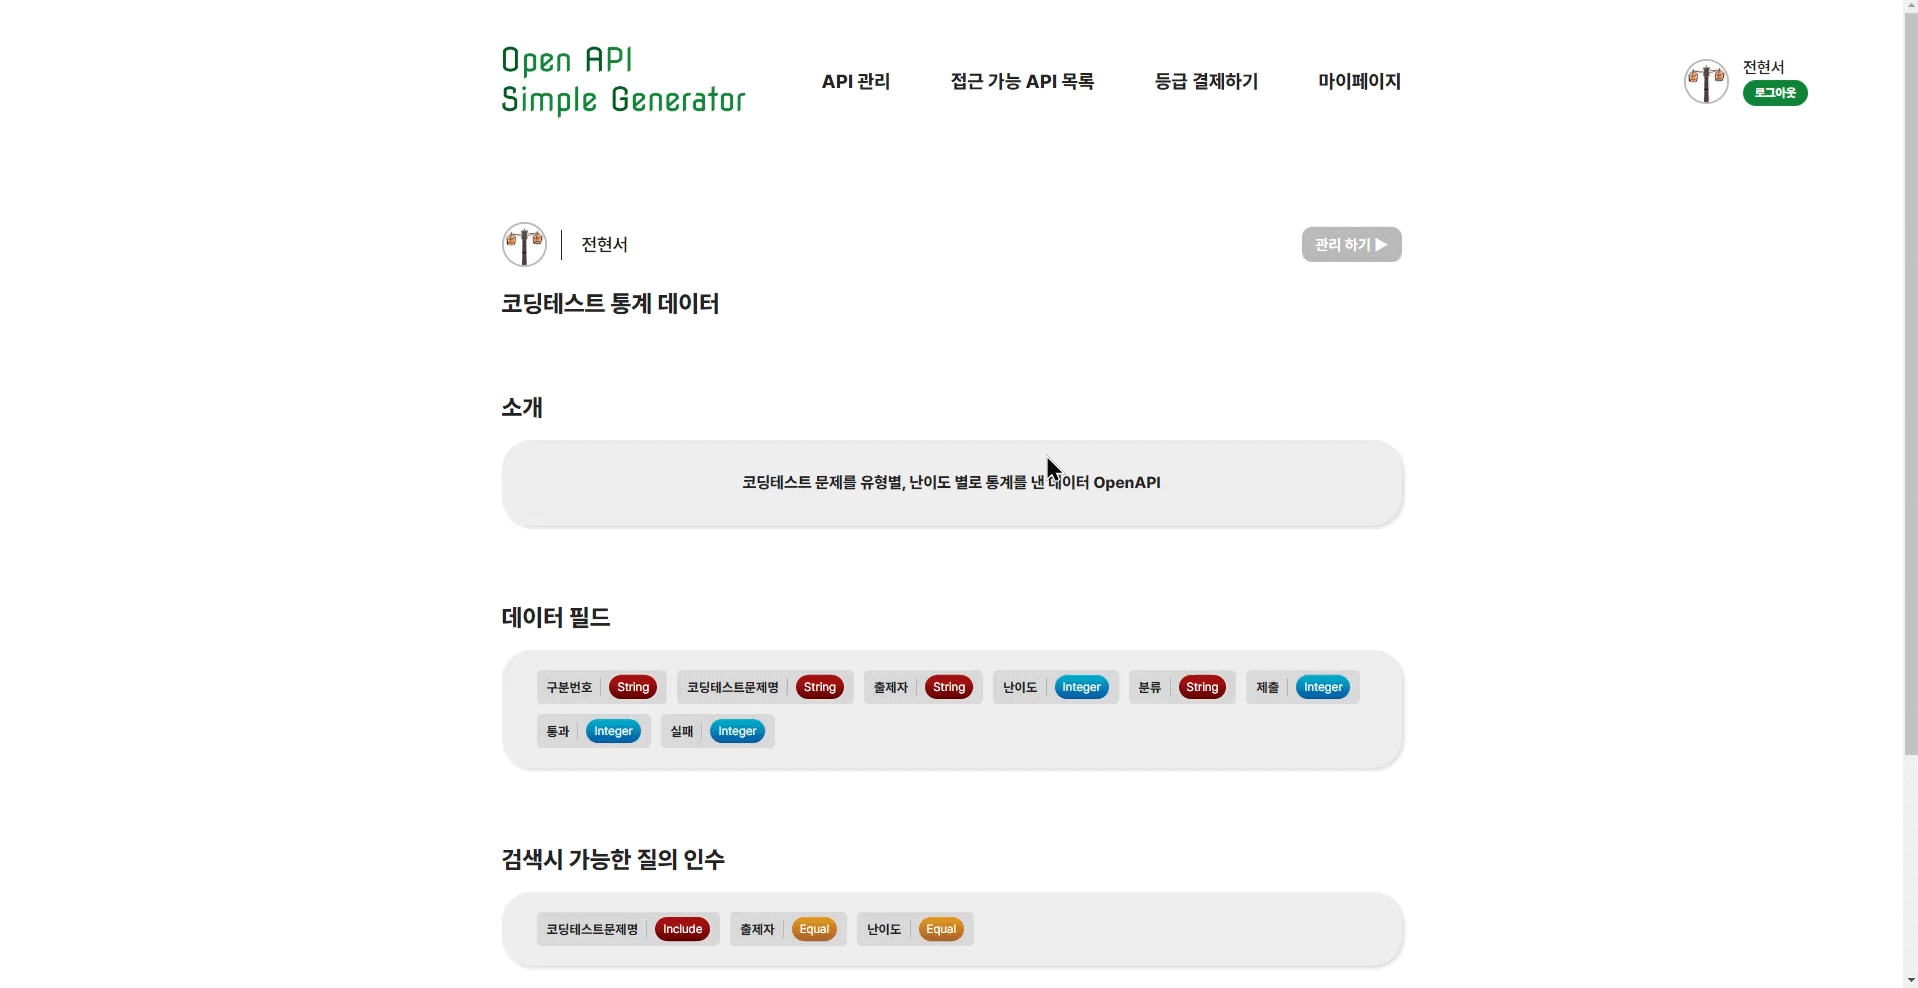 Open API
Simple Generator
API 관리
접근 가능 API 목록
등급 결제하기
마이페이지
전현서
로그아웃
전현서
관리 하기 ▶
코딩테스트 통계 데이터
소개
코딩테스트 문제를 유형별, 난이도 별로 통계를 낸 데이터 OpenAPI
데이터 필드
구분번호 String 코딩테스트문제명 String 출제자 String 난이도 Integer 분류 String 제출 Integer
통과 Integer 실패 Integer
검색시 가능한 질의 인수
코딩테스트문제명 Include 출제자 Equal 난이도 Equal